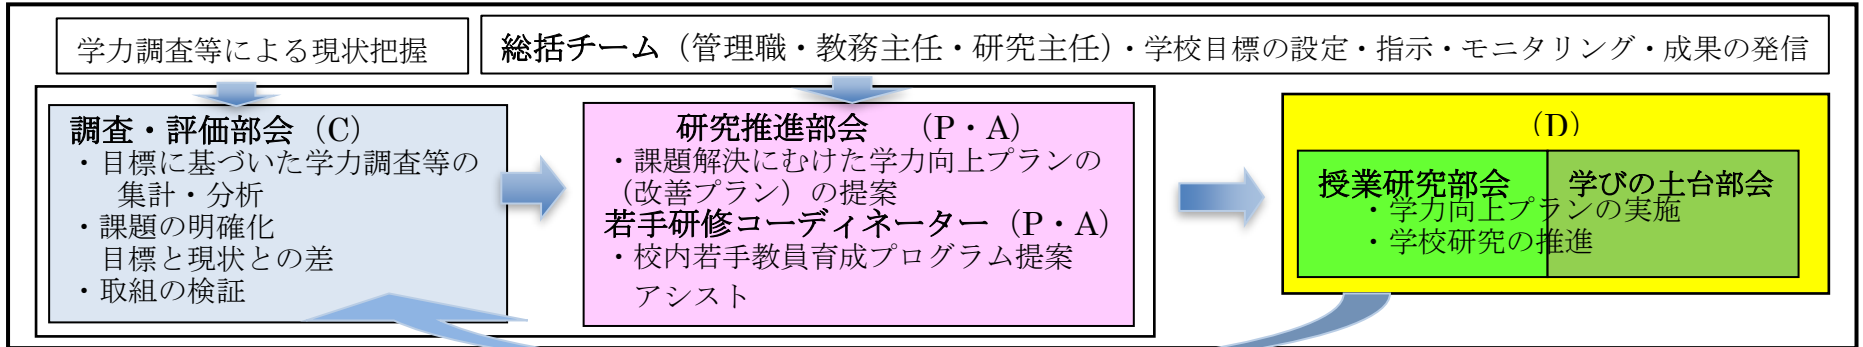 学力調査等による現状把握
総括チーム（管理職・教務主任・研究主任）・学校目標の設定・指示・モニタリング・成果の発信
調査・評価部会（C）
・目標に基づいた学力調査等の
集計・分析
・課題の明確化
目標と現状との差
・取組の検証
研究推進部会　（P・A）
・課題解決にむけた学力向上プランの
（改善プラン）の提案
若手研修コーディネーター（P・A）
・校内若手教員育成プログラム提案
アシスト
（D）
授業研究部会　学びの土台部会
・学力向上プランの実施
・学校研究の推進